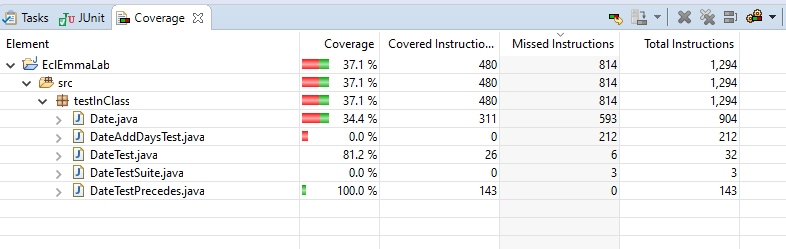 Tasks JUnit Coverage
Element Coverage Covered Instructio... Missed Instructions Total Instructions
EclEmmaLab 37.1 % 480 814 1,294
src 37.1 % 480 814 1,294
testInClass 37.1 % 480 814 1,294
Date.java 34.4 % 311 593 904
DateAddDaysTest.java 0.0 % 0 212 212
DateTest.java 81.2 % 26 6 32
DateTestSuite.java 0.0 % 0 3 3
DateTestPrecedes.java 100.0 % 143 0 143